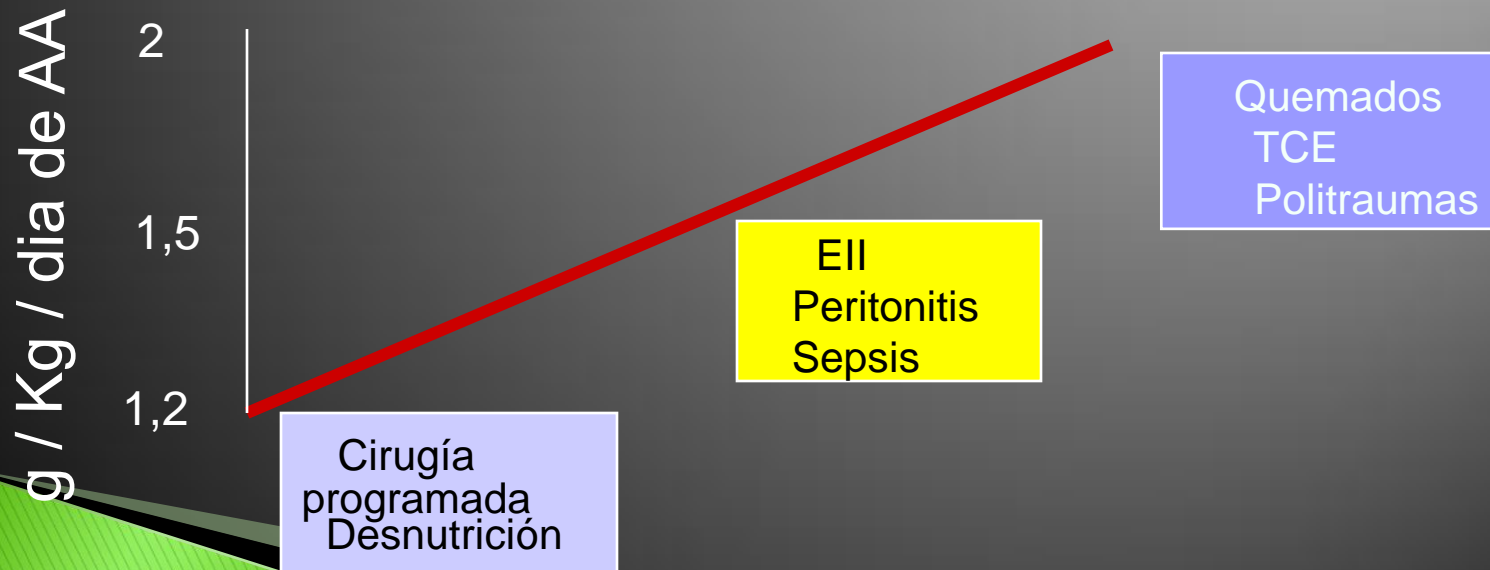 g / Kg / dia de AA
2
1,5
1,2
Quemados
TCE
Politraumas
EII
Peritonitis
Sepsis
Cirugía
programada
Desnutrición